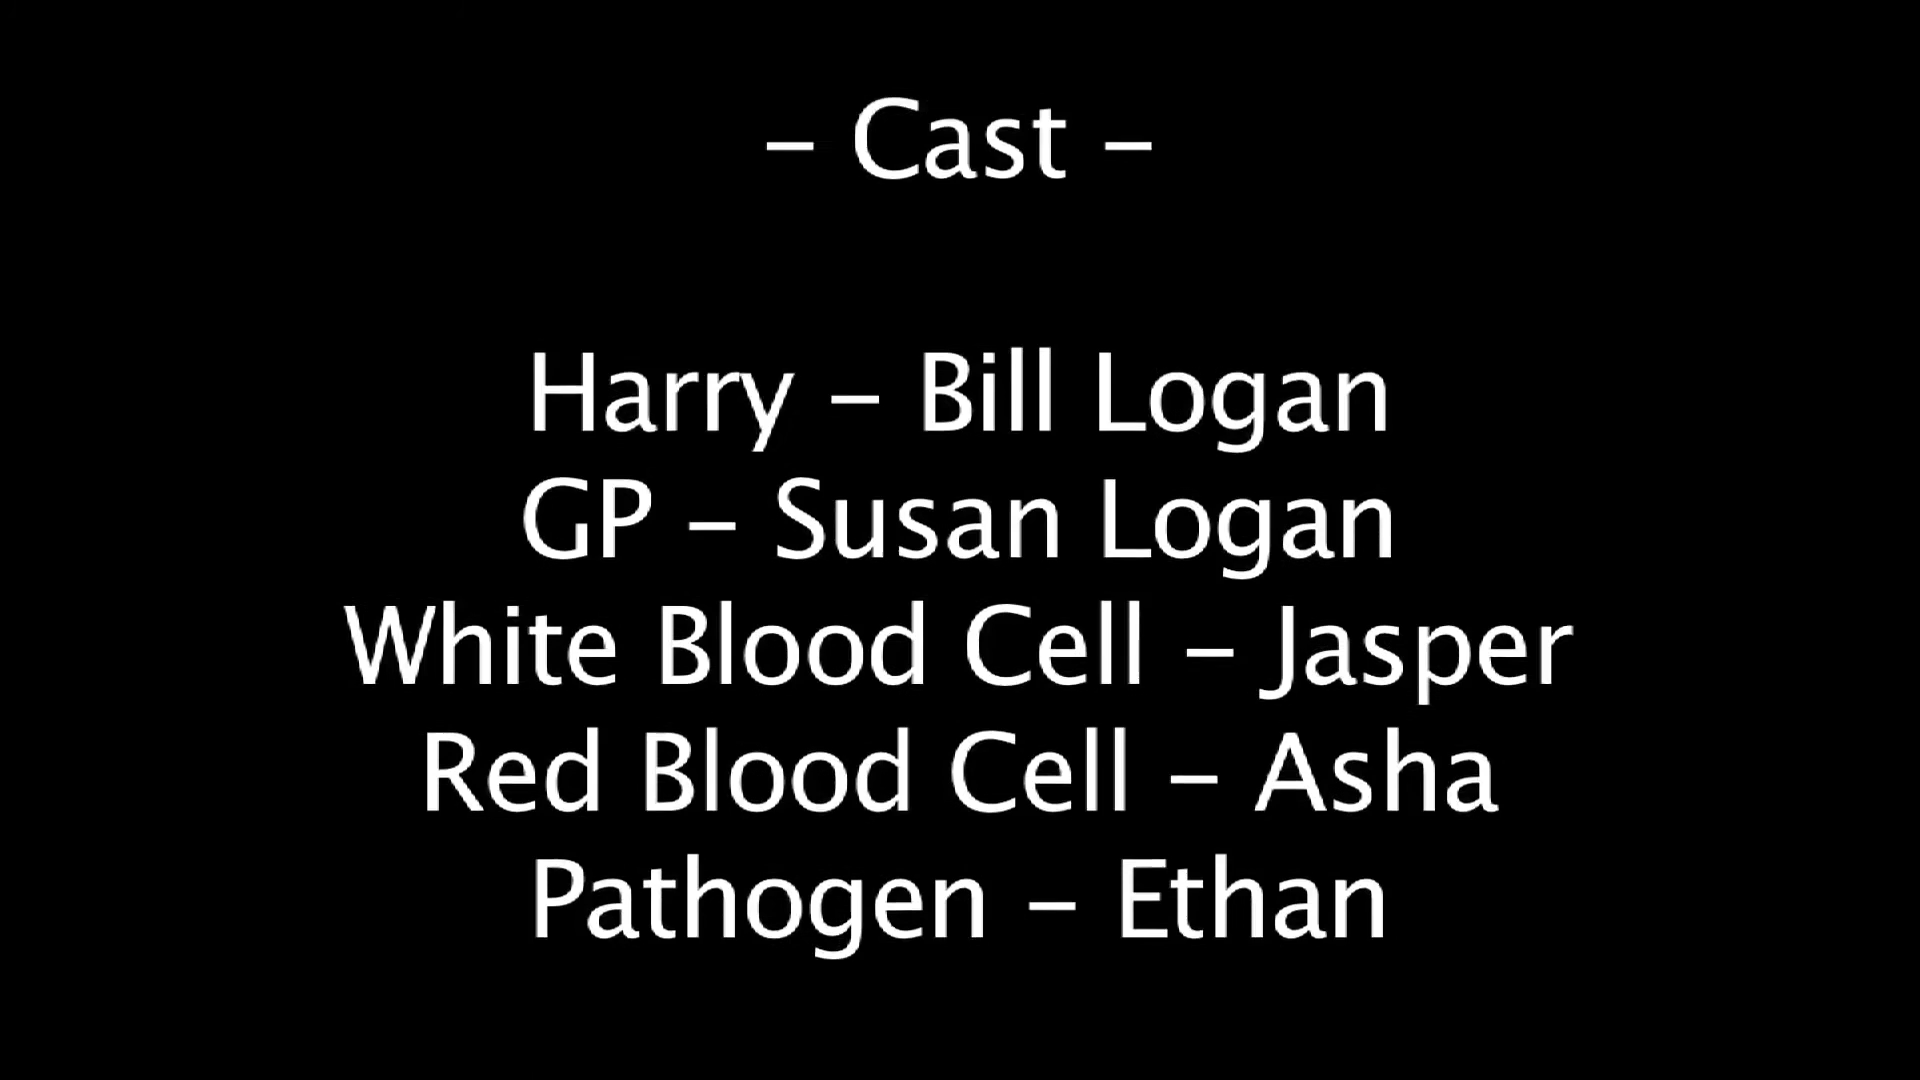 – Cast –
Harry – Bill Logan
GP – Susan Logan
White Blood Cell – Jasper
Red Blood Cell – Asha
Pathogen – Ethan